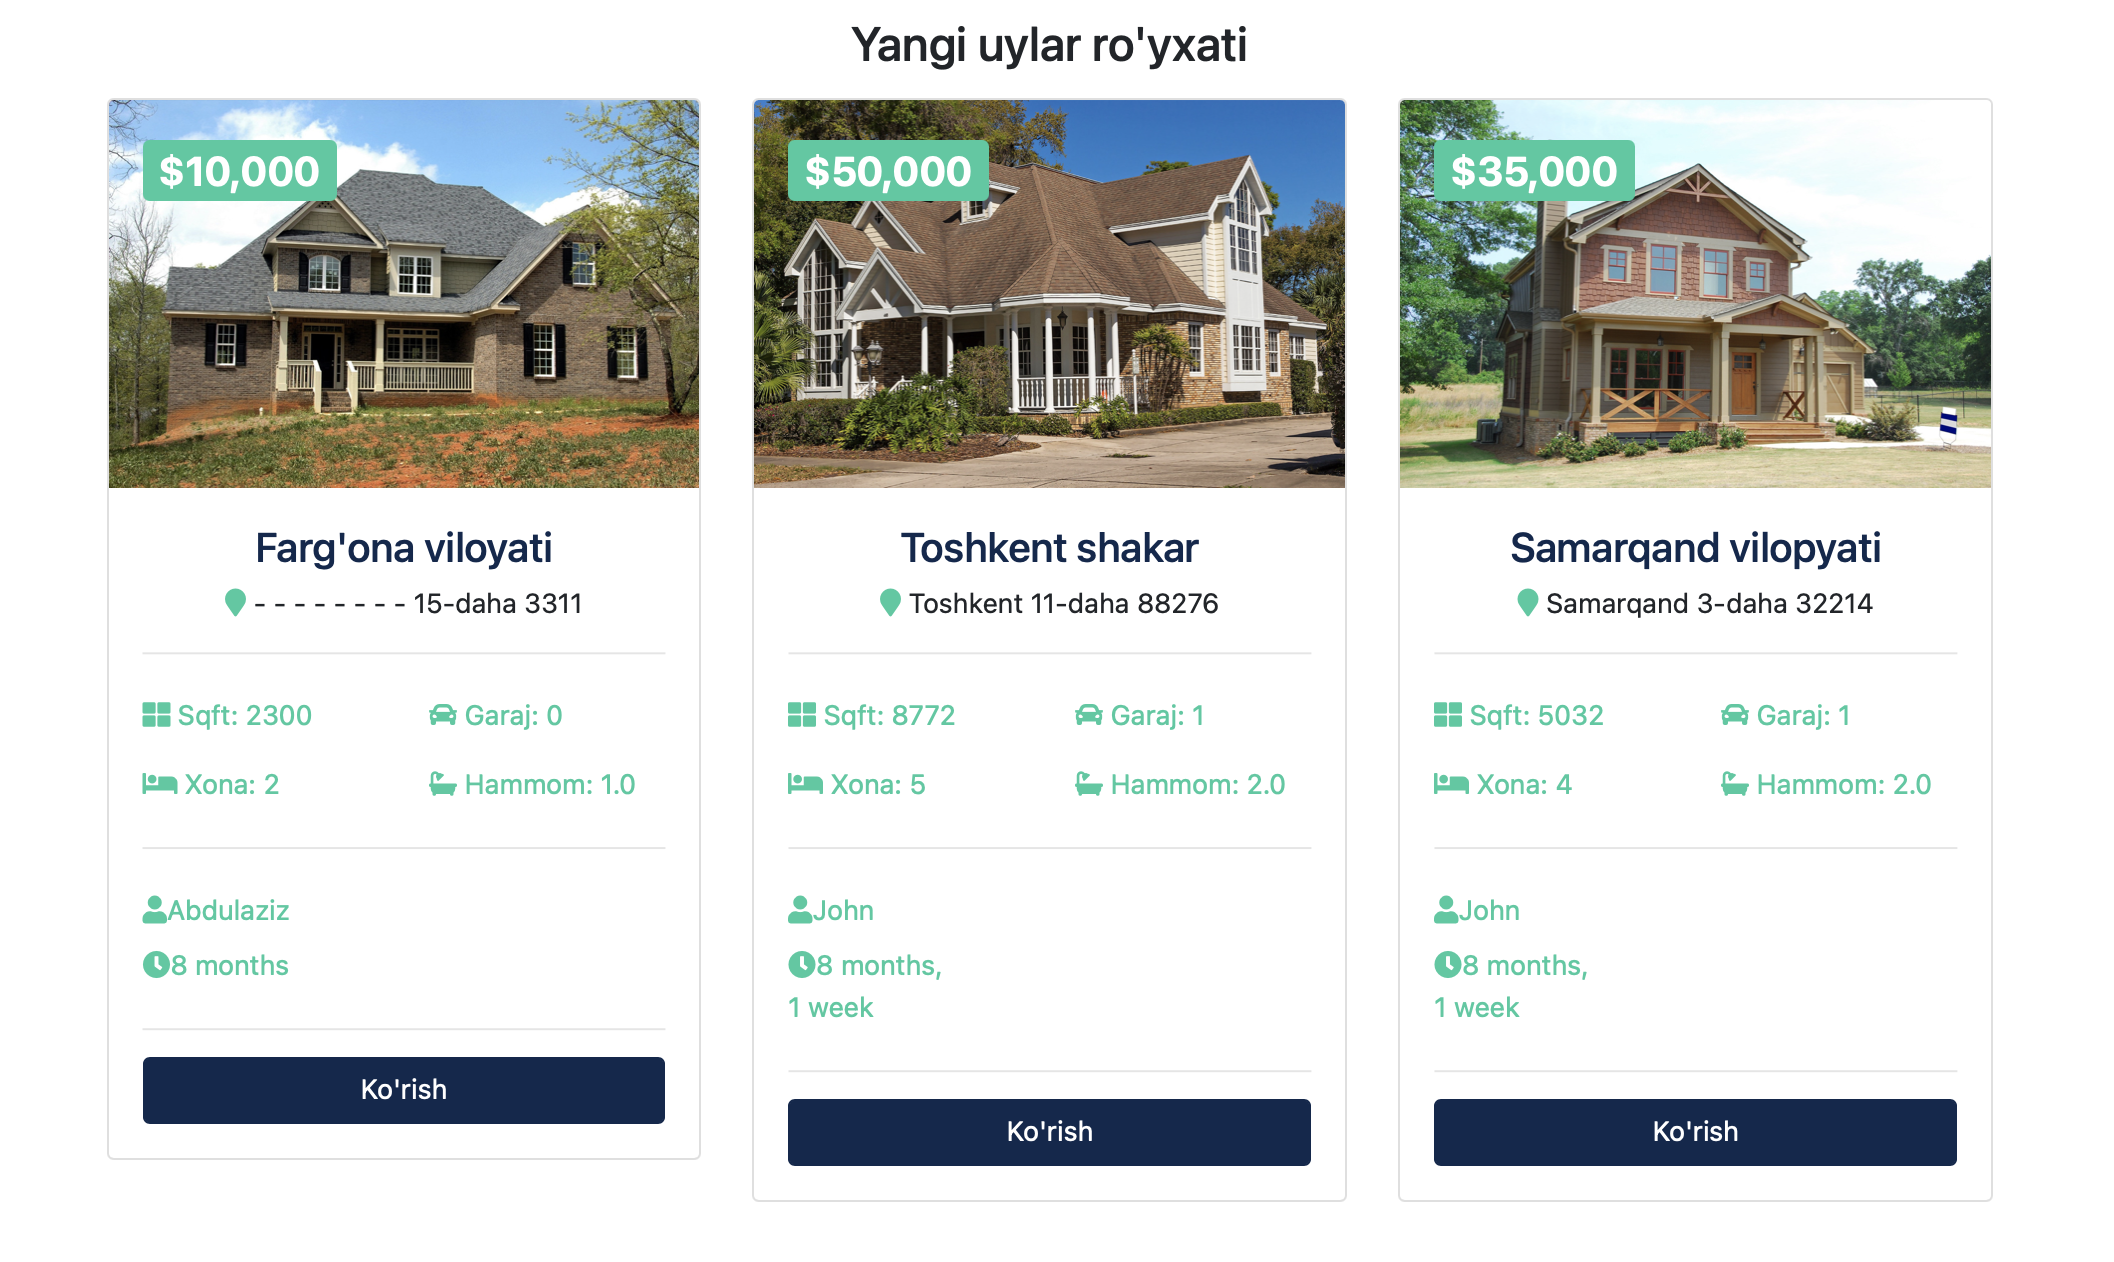 Yangi uylar ro'yxati
$10,000
Farg'ona viloyati
- - - - - - - - 15-daha 3311
Sqft: 2300
Garaj: 0
Xona: 2
Hammom: 1.0
Abdulaziz
8 months
Ko'rish
$50,000
Toshkent shakar
Toshkent 11-daha 88276
Sqft: 8772
Garaj: 1
Xona: 5
Hammom: 2.0
John
8 months,
1 week
Ko'rish
$35,000
Samarqand vilopyati
Samarqand 3-daha 32214
Sqft: 5032
Garaj: 1
Xona: 4
Hammom: 2.0
John
8 months,
1 week
Ko'rish